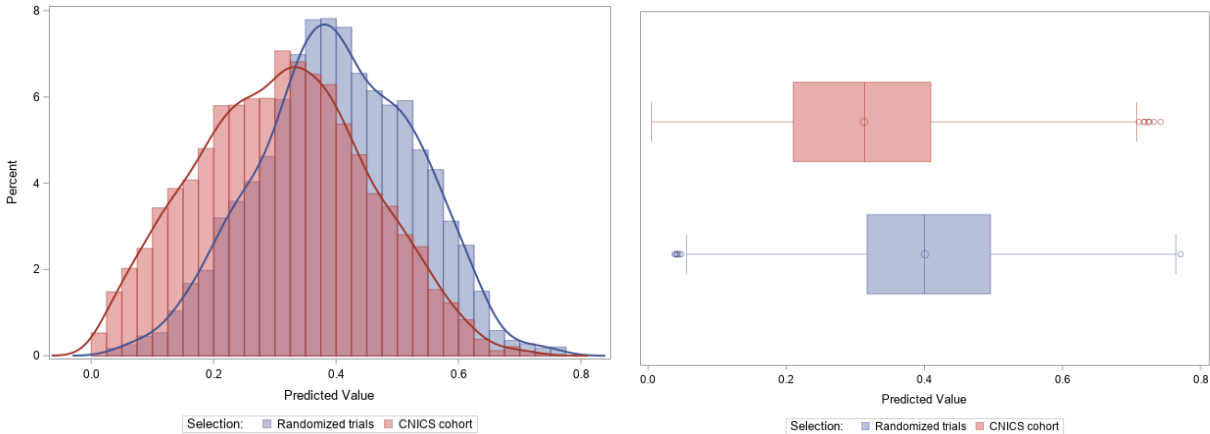 8
6
4
2
0
Percent
0.0 0.2 0.4 0.6 0.8
Predicted Value
Selection: Randomized trials CNICS cohort
0.0 0.2 0.4 0.6 0.8
Predicted Value
Selection: Randomized trials CNICS cohort